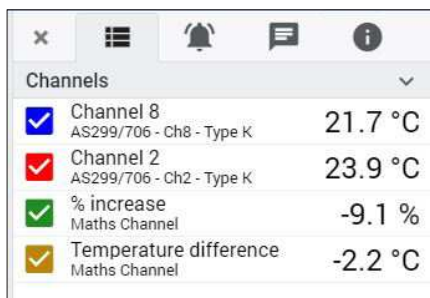 Channels
Channel 8 21.7 °C
AS299/706 - Ch8 - Type K
Channel 2 23.9 °C
AS299/706 - Ch2 - Type K
% increase -9.1 %
Maths Channel
Temperature difference -2.2 °C
Maths Channel